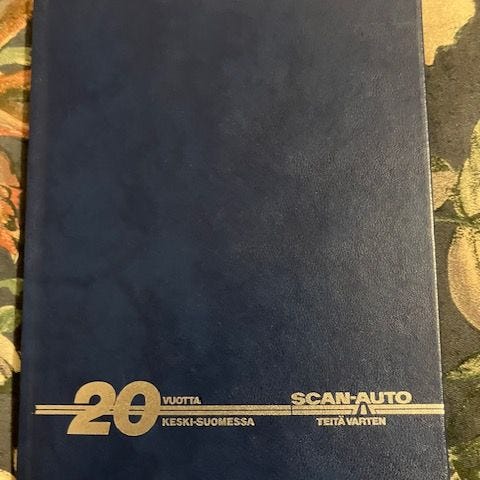 20 VUOTTA
KESKI-SUOMESSA
SCAN-AUTO
TEITÄ VARTEN